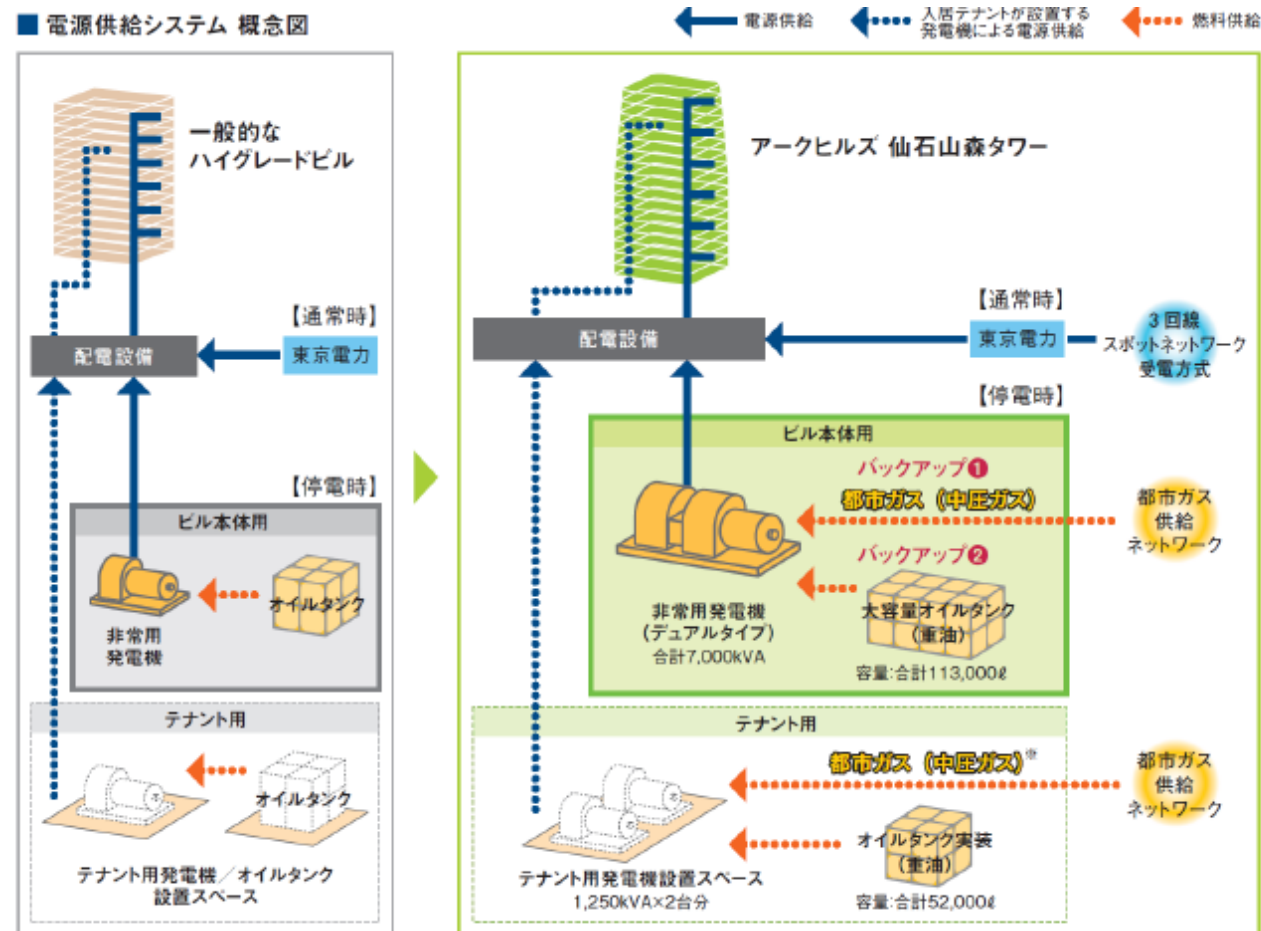 ■ 電源供給システム 概念図
電源供給
入居テナントが設置する
発電機による電源供給
燃料供給
一般的な
ハイグレードビル
【通常時】
配電設備
東京電力
【停電時】
ビル本体用
オイルタンク
非常用
発電機
テナント用
オイルタンク
テナント用発電機／オイルタンク
設置スペース
アークヒルズ 仙石山森タワー
【通常時】
配電設備
東京電力
3回線
スポットネットワーク
受電方式
【停電時】
ビル本体用
バックアップ❶
都市ガス（中圧ガス）
都市ガス
供給
ネットワーク
バックアップ❷
非常用発電機
（デュアルタイプ）
合計7,000kVA
大容量オイルタンク
（重油）
容量:合計113,000ℓ
テナント用
都市ガス（中圧ガス）※
都市ガス
供給
ネットワーク
オイルタンク実装
（重油）
テナント用発電機設置スペース
1,250kVA×2台分
容量:合計52,000ℓ